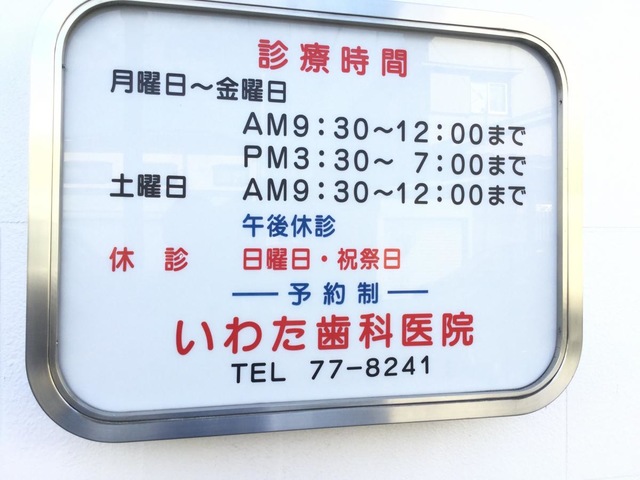 診療時間
月曜日〜金曜日
AM9:30〜12:00まで
PM3:30〜 7:00まで
土曜日 AM9:30〜12:00まで
午後休診
休診 日曜日・祝祭日
― 予約制 ―
いわた歯科医院
TEL 77-8241